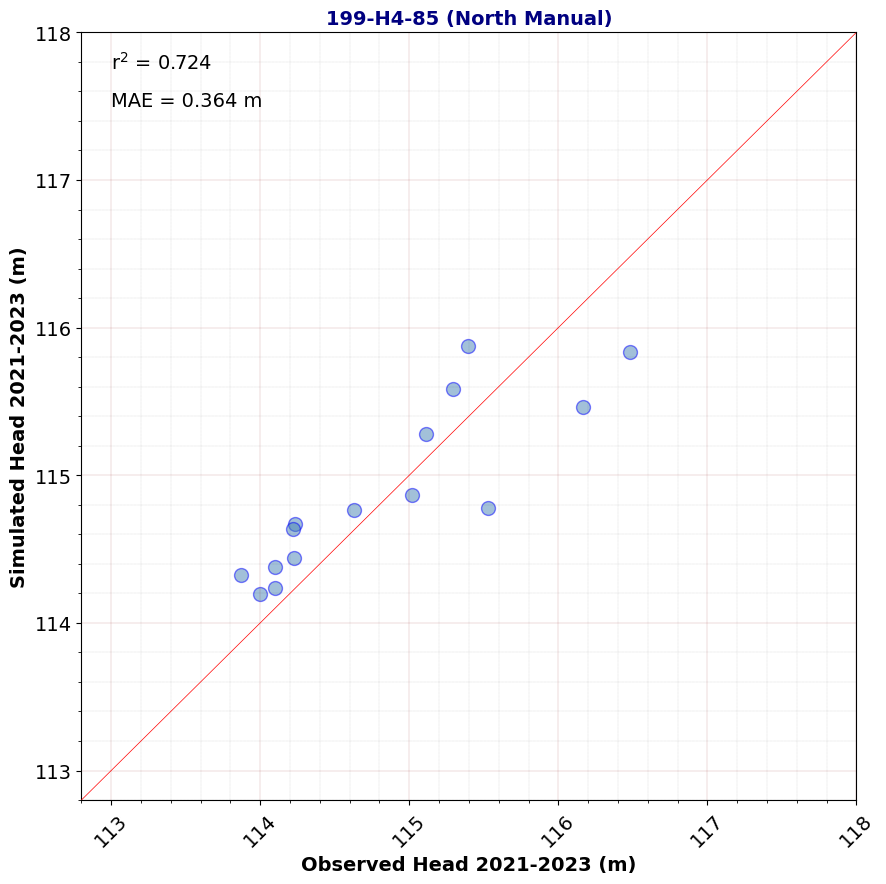 199-H4-85 (North Manual)
118
r² = 0.724
MAE = 0.364 m
117
116
115
114
113
Simulated Head 2021-2023 (m)
113
114
115
116
117
118
Observed Head 2021-2023 (m)